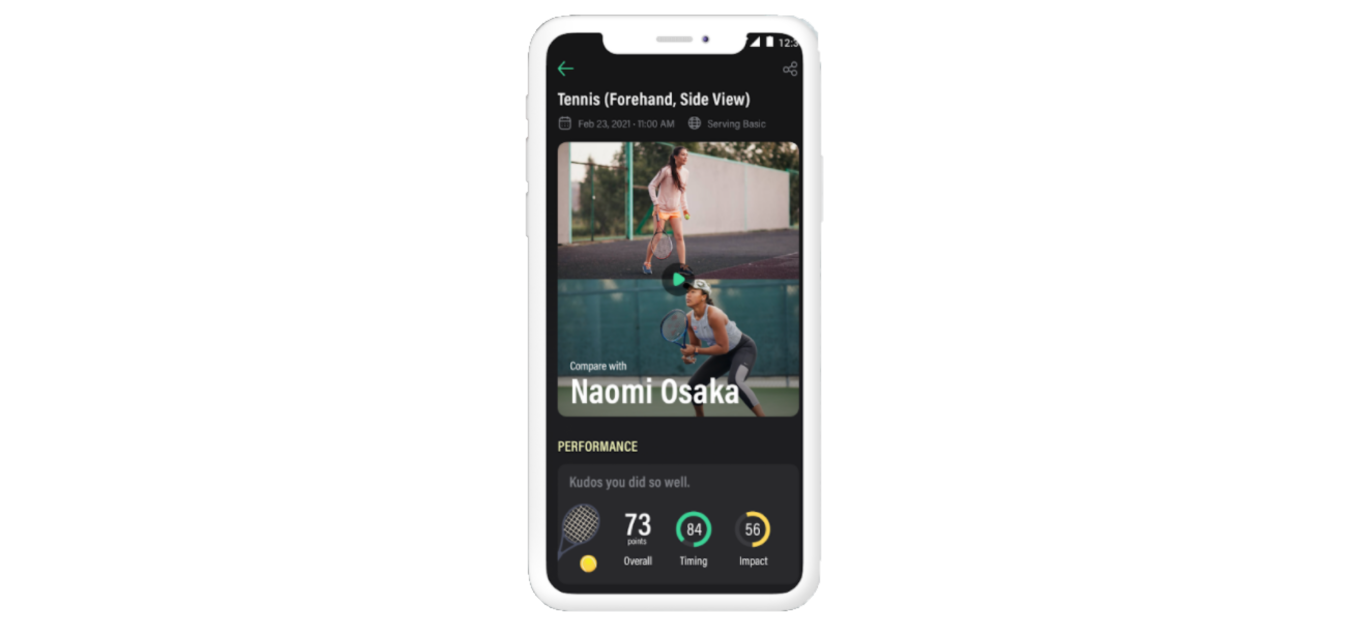 12:3
Tennis (Forehand, Side View)
Feb 23, 2021 - 11:00 AM Serving Basic
Compare with
Naomi Osaka
PERFORMANCE
Kudos you did so well.
73 84 56
points
Overall Timing Impact